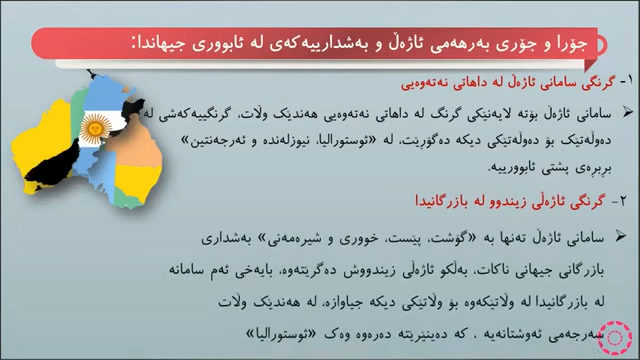 جۆرا و جۆری بەرهەمی ئاژەڵ و بەشدارییەکەی لە ئابووری جیهاندا:
١- گرنگی سامانی ئاژەڵ لە داهاتی نەتەوەیی
سامانی ئاژەڵ بۆتە لایەنێکی گرنگ لە داهاتی نەتەوەیی هەندێک وڵات، گرنگییەکەشی لە
دەوڵەتێک بۆ دەوڵەتێکی دیکە دەگۆڕێت، لە «ئوستورالیا، نیوزلەندە و ئەرجەنتین»
بڕبڕەی پشتی ئابوورییە.
٢- گرنگی ئاژەڵی زیندوو لە بازرگانیدا
سامانی ئاژەڵ تەنها بە «گۆشت، پێست، خووری و شیرەمەنی» بەشداری
بازرگانی جیهانی ناکات، بەڵکو ئاژەڵی زیندووش دەگرێتەوە، بایەخی ئەم سامانە
لە بازرگانیدا لە وڵاتێکەوە بۆ وڵاتێکی دیکە جیاوازە، لە هەندێک وڵات
سەرجەمی ئەوشتانەیە ، کە دەینێرێتە دەرەوە وەک «ئوستورالیا»